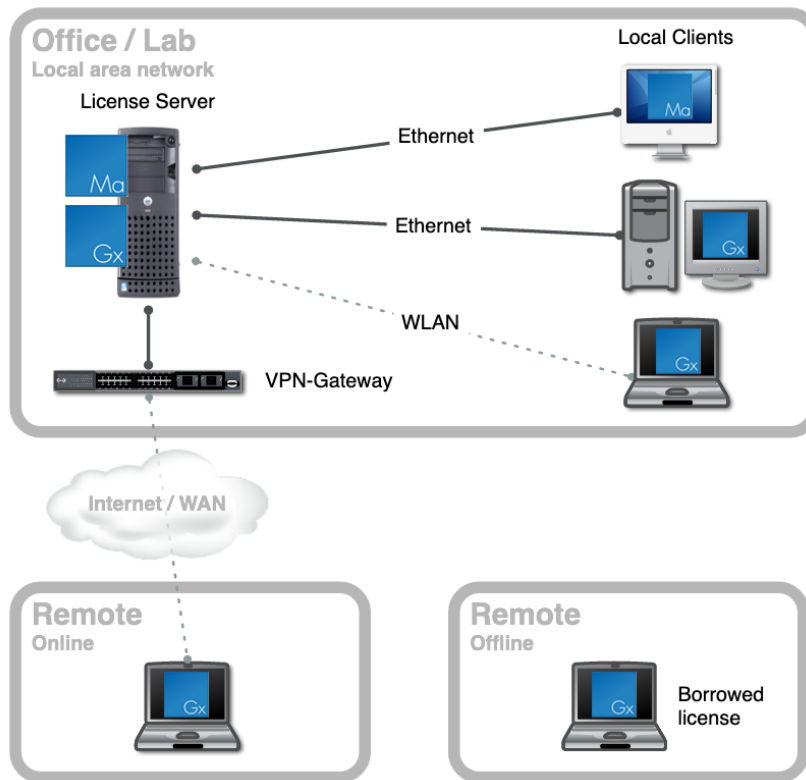 Office / Lab
Local area network
License Server
Local Clients
Ma
Gx
Ethernet
Ma
Ethernet
Gx
WLAN
Gx
VPN-Gateway
Internet / WAN
Remote
Online
Gx
Remote
Offline
Gx
Borrowed
license